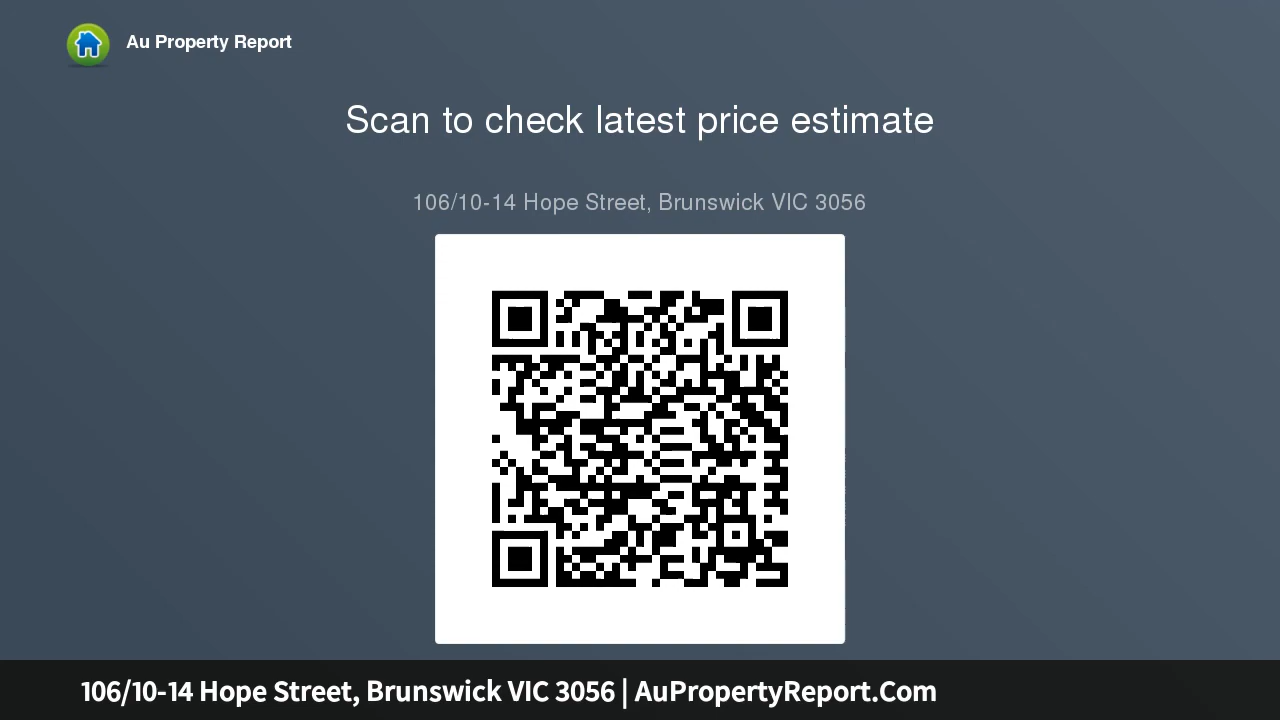 Au Property Report
Scan to check latest price estimate
106/10-14 Hope Street, Brunswick VIC 3056
106/10-14 Hope Street, Brunswick VIC 3056 | AuPropertyReport.Com